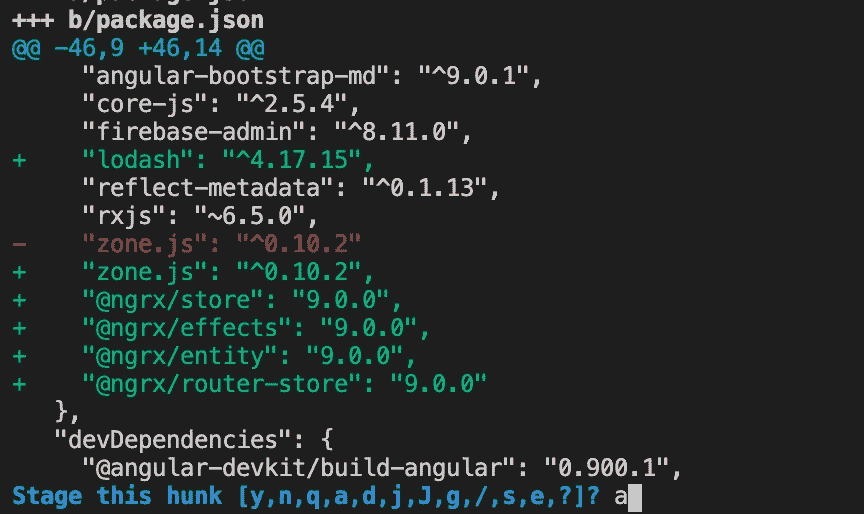 +++ b/package.json
@@ -46,9 +46,14 @@
     "angular-bootstrap-md": "^9.0.1",
     "core-js": "^2.5.4",
     "firebase-admin": "^8.11.0",
+    "lodash": "^4.17.15",
     "reflect-metadata": "^0.1.13",
     "rxjs": "~6.5.0",
-    "zone.js": "^0.10.2"
+    "zone.js": "^0.10.2",
+    "@ngrx/store": "9.0.0",
+    "@ngrx/effects": "9.0.0",
+    "@ngrx/entity": "9.0.0",
+    "@ngrx/router-store": "9.0.0"
   },
   "devDependencies": {
     "@angular-devkit/build-angular": "0.900.1",
Stage this hunk [y,n,q,a,d,j,J,g,/,s,e,?]? a